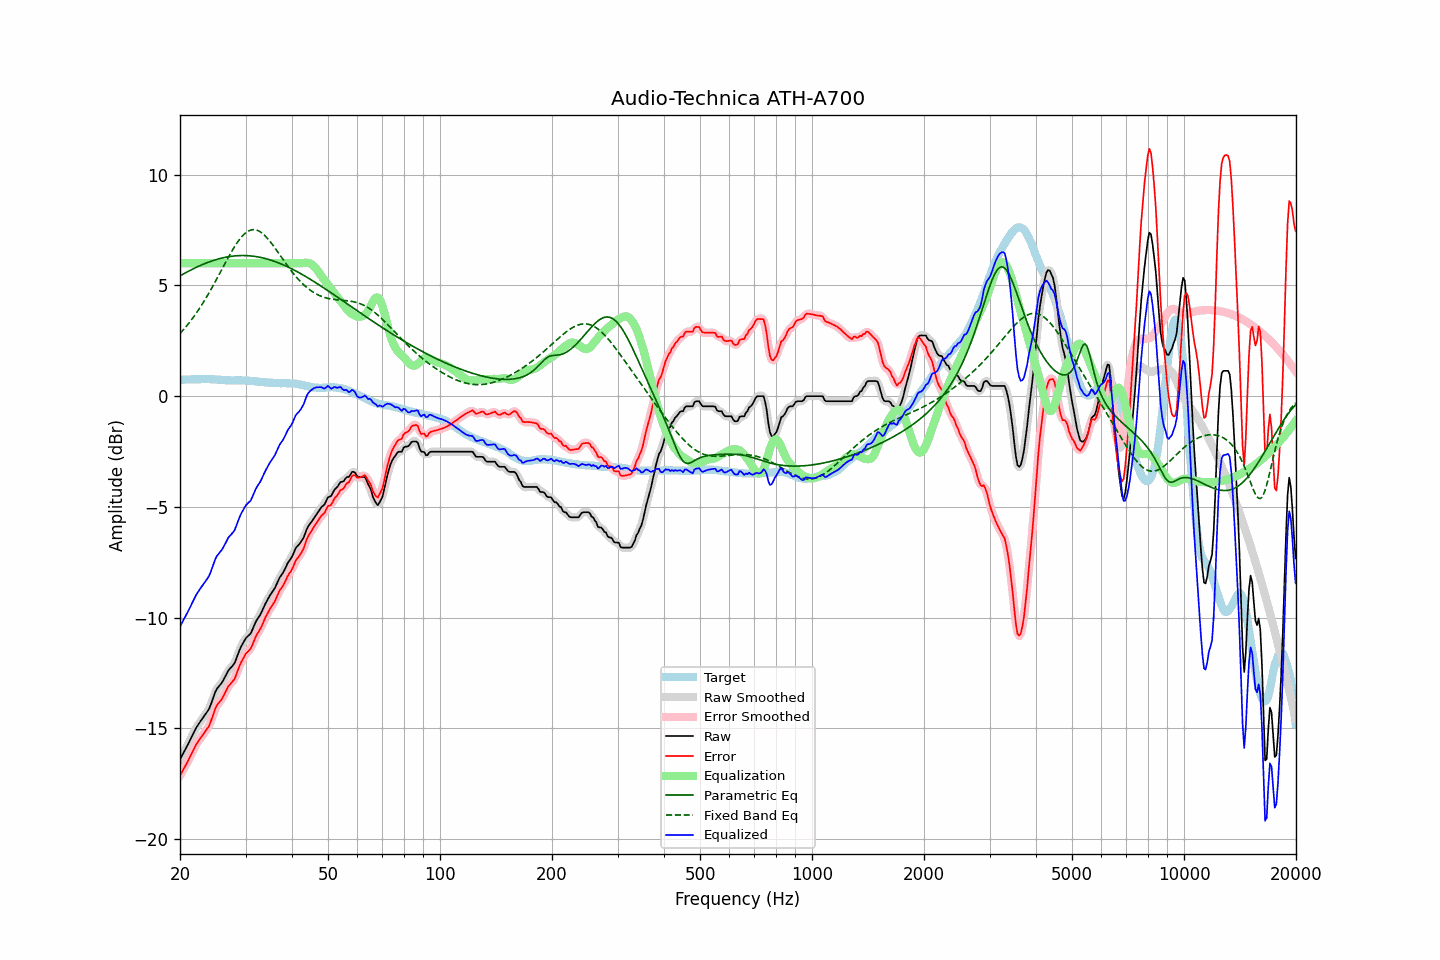 Audio-Technica ATH-A700
Amplitude (dBr)
10
5
0
−5
−10
−15
−20
20
50
100
200
500
1000
2000
5000
10000
20000
Frequency (Hz)
Target
Raw Smoothed
Error Smoothed
Raw
Error
Equalization
Parametric Eq
Fixed Band Eq
Equalized